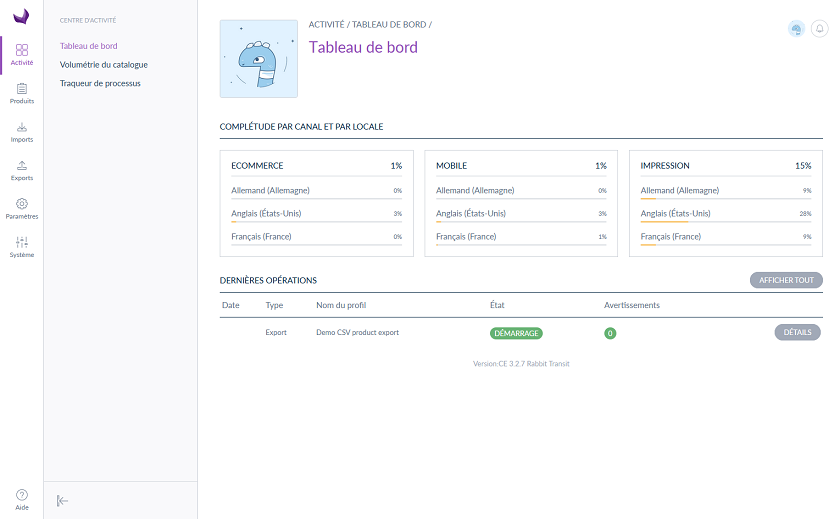 CENTRE D'ACTIVITÉ
Tableau de bord
Volumétrie du catalogue
Traqueur de processus
Activité
Produits
Imports
Exports
Paramètres
Système
Aide
ACTIVITÉ / TABLEAU DE BORD /
Tableau de bord
COMPLÉTUDE PAR CANAL ET PAR LOCALE
ECOMMERCE 1%
Allemand (Allemagne) 0%
Anglais (États-Unis) 3%
Français (France) 0%
MOBILE 1%
Allemand (Allemagne) 0%
Anglais (États-Unis) 3%
Français (France) 1%
IMPRESSION 15%
Allemand (Allemagne) 9%
Anglais (États-Unis) 28%
Français (France) 9%
DERNIÈRES OPÉRATIONS AFFICHER TOUT
Date Type Nom du profil État Avertissements
Export Demo CSV product export DÉMARRAGE 0 DÉTAILS
Version:CE 3.2.7 Rabbit Transit